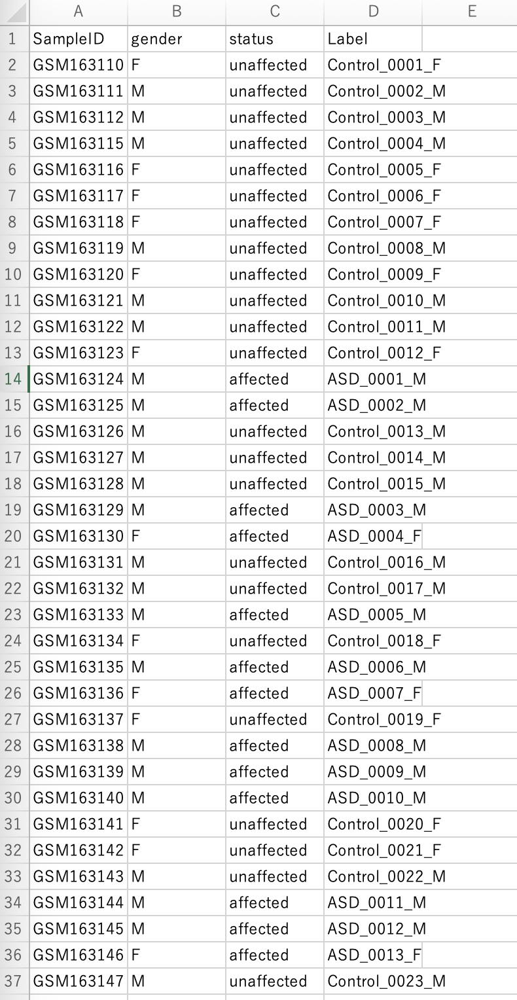 A B C D E
1 SampleID gender status Label
2 GSM163110 F unaffected Control_0001_F
3 GSM163111 M unaffected Control_0002_M
4 GSM163112 M unaffected Control_0003_M
5 GSM163115 M unaffected Control_0004_M
6 GSM163116 F unaffected Control_0005_F
7 GSM163117 F unaffected Control_0006_F
8 GSM163118 F unaffected Control_0007_F
9 GSM163119 M unaffected Control_0008_M
10 GSM163120 F unaffected Control_0009_F
11 GSM163121 M unaffected Control_0010_M
12 GSM163122 M unaffected Control_0011_M
13 GSM163123 F unaffected Control_0012_F
14 GSM163124 M affected ASD_0001_M
15 GSM163125 M affected ASD_0002_M
16 GSM163126 M unaffected Control_0013_M
17 GSM163127 M unaffected Control_0014_M
18 GSM163128 M unaffected Control_0015_M
19 GSM163129 M affected ASD_0003_M
20 GSM163130 F affected ASD_0004_F
21 GSM163131 M unaffected Control_0016_M
22 GSM163132 M unaffected Control_0017_M
23 GSM163133 M affected ASD_0005_M
24 GSM163134 F unaffected Control_0018_F
25 GSM163135 M affected ASD_0006_M
26 GSM163136 F affected ASD_0007_F
27 GSM163137 F unaffected Control_0019_F
28 GSM163138 M affected ASD_0008_M
29 GSM163139 M affected ASD_0009_M
30 GSM163140 M affected ASD_0010_M
31 GSM163141 F unaffected Control_0020_F
32 GSM163142 F unaffected Control_0021_F
33 GSM163143 M unaffected Control_0022_M
34 GSM163144 M affected ASD_0011_M
35 GSM163145 M affected ASD_0012_M
36 GSM163146 F affected ASD_0013_F
37 GSM163147 M unaffected Control_0023_M